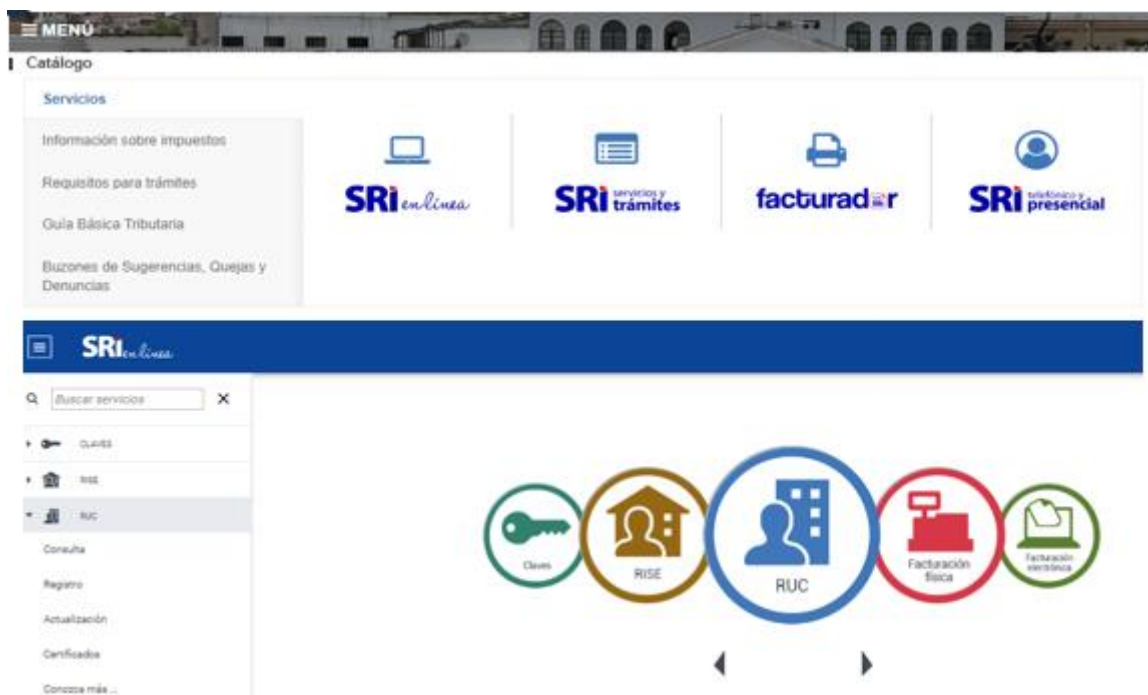 MENÚ
Catálogo
Servicios
Información sobre impuestos
Requisitos para trámites
Guía Básica Tributaria
Buzones de Sugerencias, Quejas y
Denuncias
SRi en línea
SRi servicios y
trámites
facturador
SRi telefónico y
presencial
SRi en línea
Buscar servicios
CLAVES
RISE
RUC
Consulta
Registro
Actualización
Certificados
Conozca más ...
Claves
RISE
RUC
Facturación
física
Facturación
electrónica